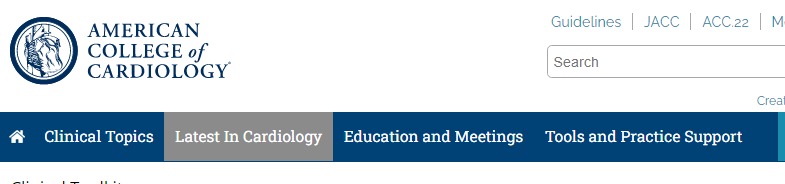 AMERICAN
COLLEGE of
CARDIOLOGY
Guidelines JACC ACC.22
Search
Clinical Topics Latest In Cardiology Education and Meetings Tools and Practice Support